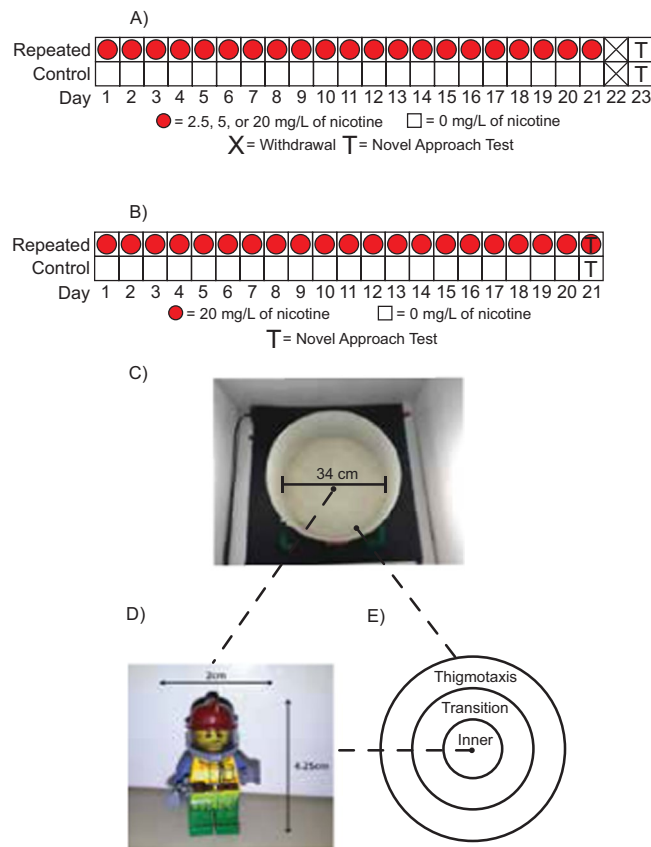 A)
Repeated T
Control T
Day 1 2 3 4 5 6 7 8 9 10 11 12 13 14 15 16 17 18 19 20 21 22 23
= 2.5, 5, or 20 mg/L of nicotine = 0 mg/L of nicotine
X = Withdrawal T = Novel Approach Test
B)
Repeated T
Control T
Day 1 2 3 4 5 6 7 8 9 10 11 12 13 14 15 16 17 18 19 20 21
= 20 mg/L of nicotine = 0 mg/L of nicotine
T = Novel Approach Test
C)
34 cm
D)
E)
2cm
4.25cm
Thigmotaxis
Transition
Inner